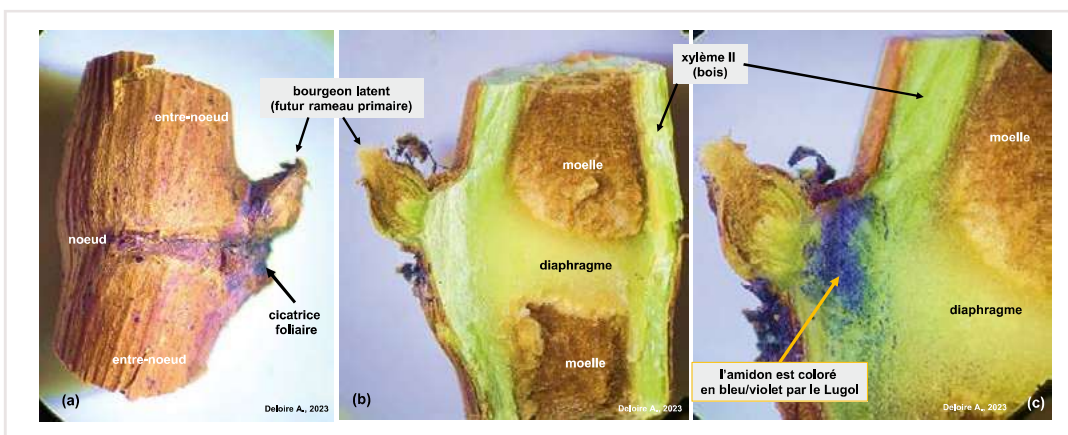 entre-noeud
noeud
entre-noeud
cicatrice
foliaire
(a)
Deloire A., 2023
bourgeon latent
(futur rameau primaire)
moelle
diaphragme
moelle
(b)
Deloire A., 2023
xylème II
(bois)
moelle
diaphragme
l'amidon est coloré
en bleu/violet par le Lugol
Deloire A., 2023
(c)